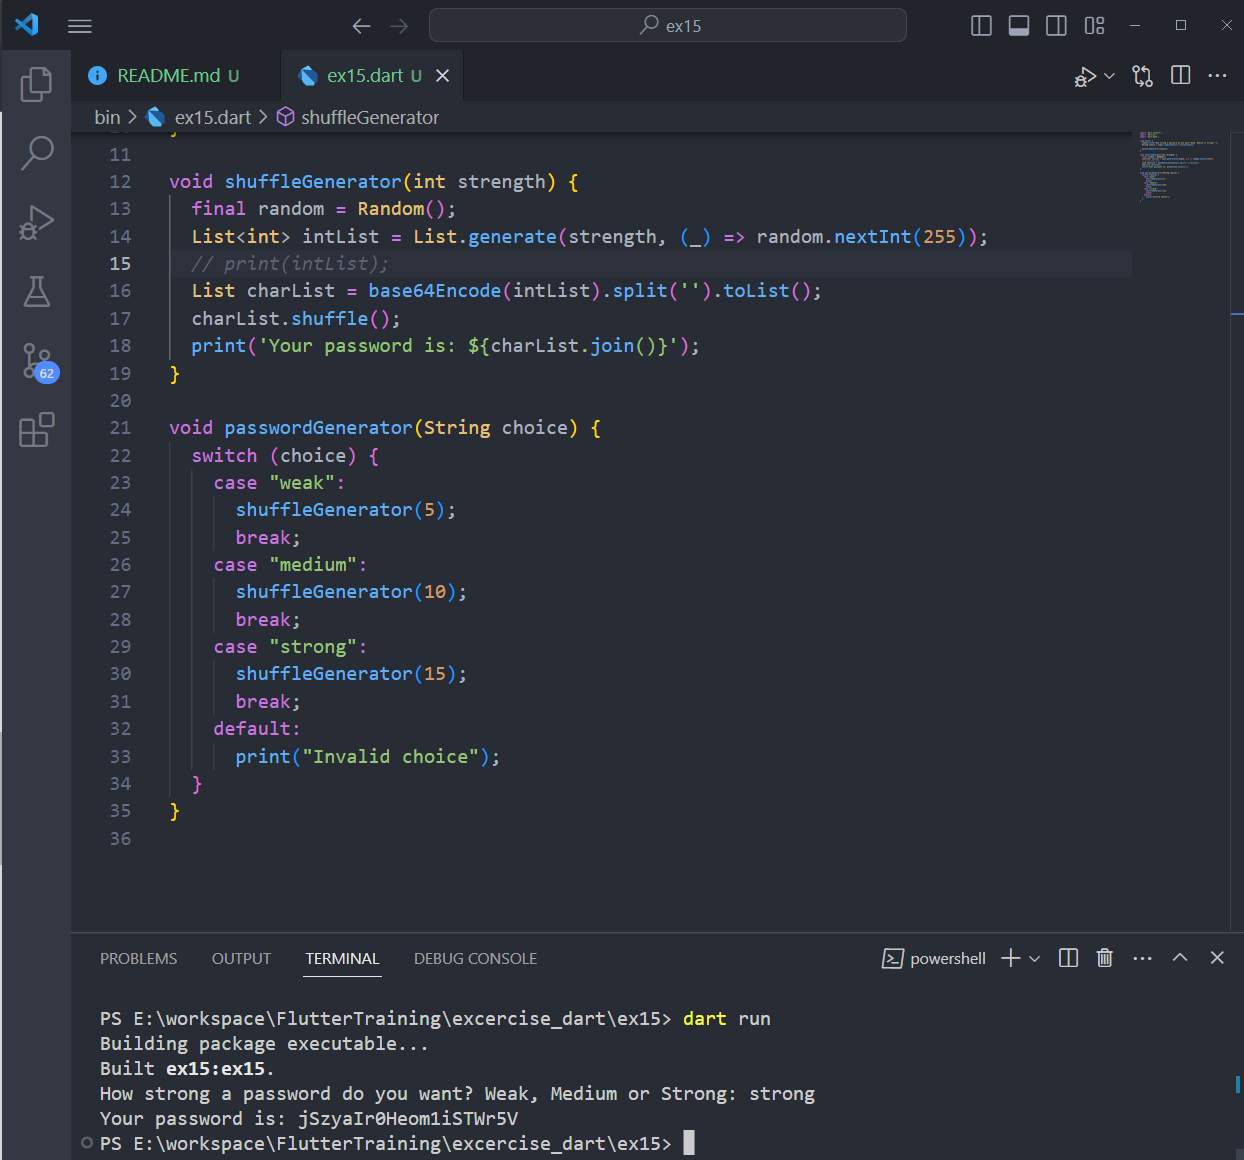 ex15
README.md U
ex15.dart U
bin > ex15.dart > shuffleGenerator
11
12 void shuffleGenerator(int strength) {
13 final random = Random();
14 List<int> intList = List.generate(strength, (_) => random.nextInt(255));
15 // print(intList);
16 List charList = base64Encode(intList).split('').toList();
17 charList.shuffle();
18 print('Your password is: ${charList.join()}');
19 }
20
21 void passwordGenerator(String choice) {
22 switch (choice) {
23 case "weak":
24 shuffleGenerator(5);
25 break;
26 case "medium":
27 shuffleGenerator(10);
28 break;
29 case "strong":
30 shuffleGenerator(15);
31 break;
32 default:
33 print("Invalid choice");
34 }
35 }
36
62
PROBLEMS OUTPUT TERMINAL DEBUG CONSOLE powershell
PS E:\workspace\FlutterTraining\excercise_dart\ex15> dart run
Building package executable...
Built ex15:ex15.
How strong a password do you want? Weak, Medium or Strong: strong
Your password is: jSzyaIr0Heom1iSTWr5V
PS E:\workspace\FlutterTraining\excercise_dart\ex15>